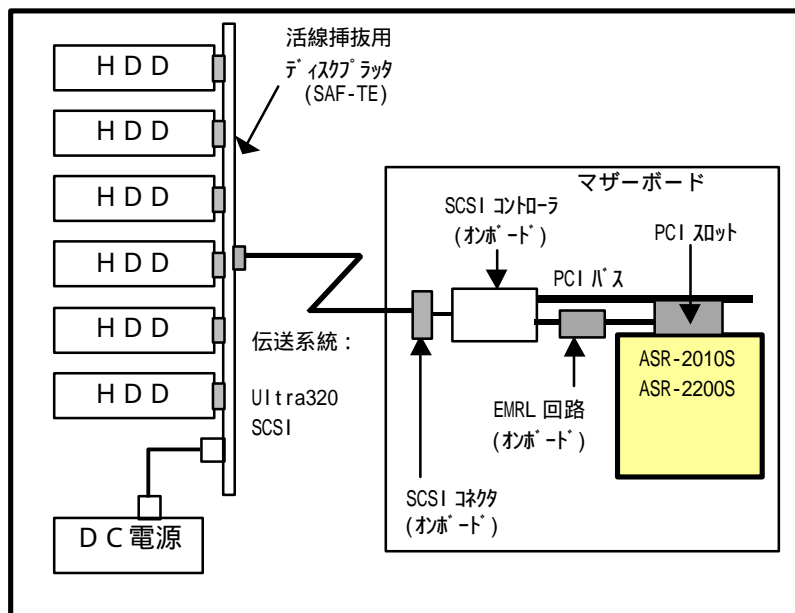 ＨＤＤ
ＨＤＤ
ＨＤＤ
ＨＤＤ
ＨＤＤ
ＨＤＤ
ＤＣ電源
活線挿抜用
ﾃﾞｨｽｸﾌﾟﾗｯﾀ
(SAF-TE)
伝送系統：
Ultra320
SCSI
マザーボード
SCSI ｺﾝﾄﾛｰﾗ
(ｵﾝﾎﾞｰﾄﾞ)
PCI ｽﾛｯﾄ
PCI ﾊﾞｽ
ASR-2010S
ASR-2200S
EMRL 回路
(ｵﾝﾎﾞｰﾄﾞ)
SCSI ｺﾈｸﾀ
(ｵﾝﾎﾞｰﾄﾞ)